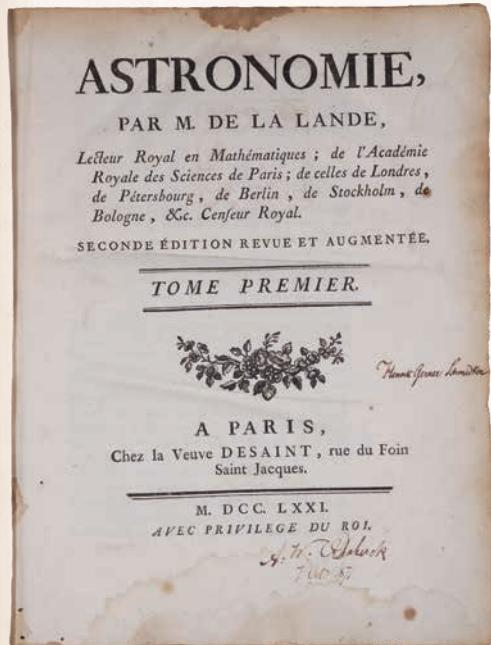 ASTRONOMIE,
PAR M. DE LA LANDE,
Lecteur Royal en Mathématiques ; de l'Académie
Royale des Sciences de Paris ; de celles de Londres,
de Pétersbourg, de Berlin, de Stockholm, de
Bologne, &c. Censeur Royal.
SECONDE ÉDITION REVUE ET AUGMENTÉE.
TOME PREMIER.
A PARIS,
Chez la Veuve DESAINT, rue du Foin
Saint Jacques.
M. DCC. LXXI.
AVEC PRIVILEGE DU ROI.
A. W.